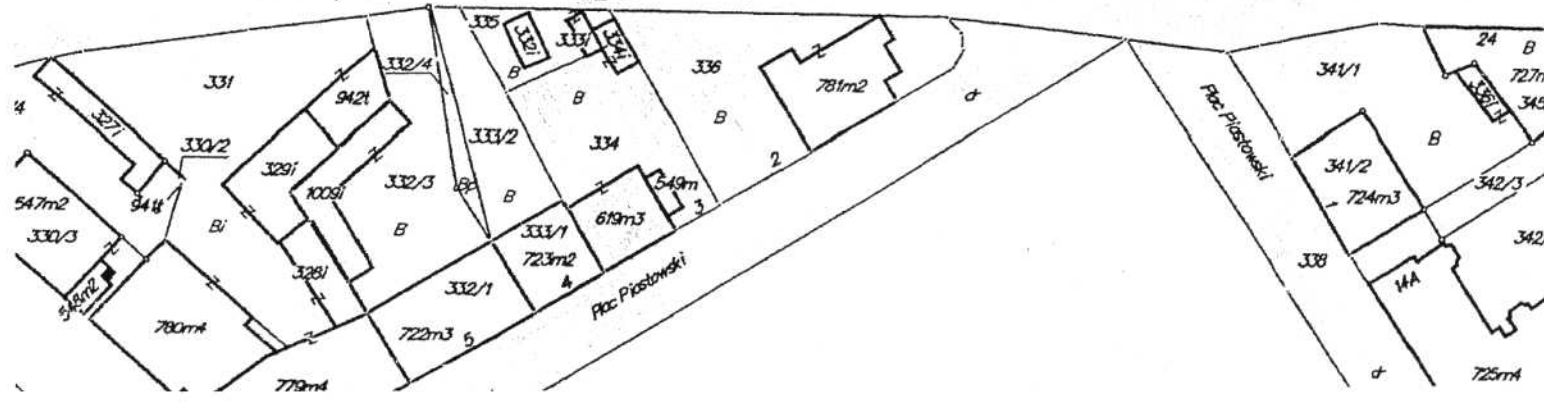 335
332i
333i
334i
24
B
331
332/4
942t
336
781m2
341/1
336i
327i
B
333/2
B
334
B
Plac Piastowski
B
330/2
329i
1009i
332/3
Bp
2
341/2
342/3
547m2
941t
549m
724m3
330/3
Bi
B
B
333/1
619m3
3
328i
723m2
338
548m2
332/1
4
Plac Piastowski
14A
780m4
722m3
5
779m4
dr
dr
725m4